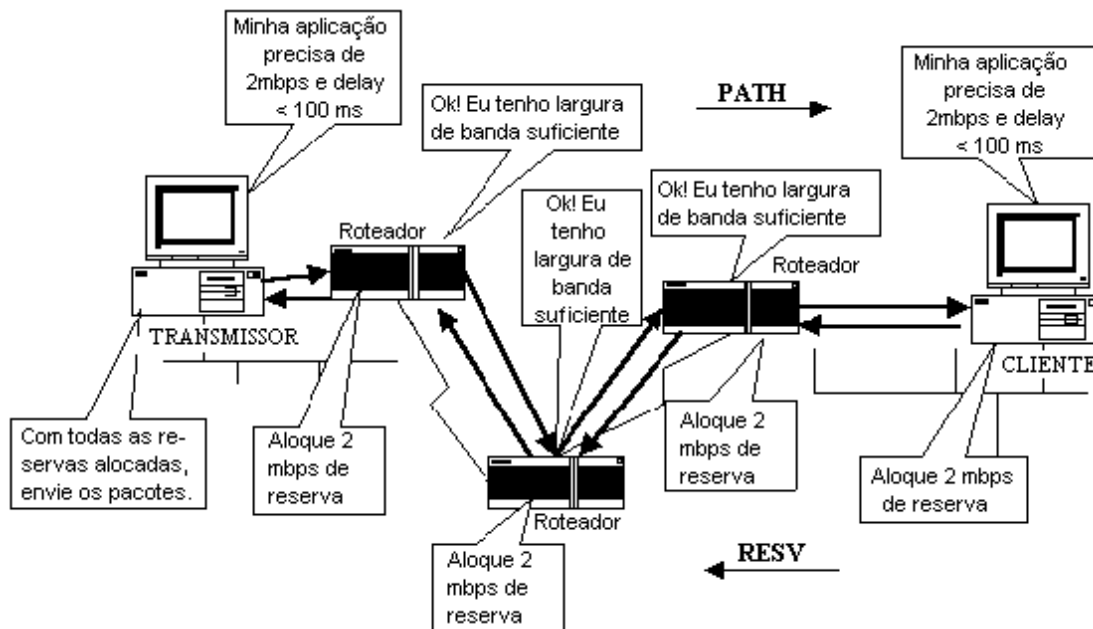 Minha aplicação
precisa de
2mbps e delay
< 100 ms
Ok! Eu tenho largura
de banda suficiente
PATH
Minha aplicação
precisa de
2mbps e delay
< 100 ms
Roteador
Ok! Eu
tenho
largura de
banda
suficiente
Ok! Eu tenho largura
de banda suficiente
Roteador
TRANSMISSOR
CLIENTE
Com todas as re-
servas alocadas,
envie os pacotes.
Aloque 2
mbps de
reserva
Roteador
Aloque 2
mbps de
reserva
Aloque 2
mbps de
reserva
Aloque 2 mbps
de reserva
RESV